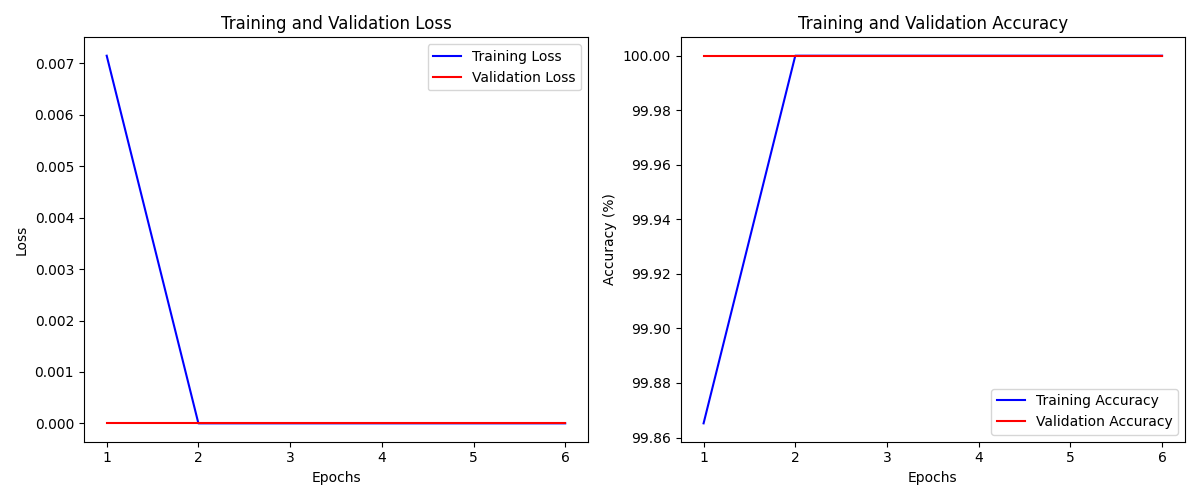 Training and Validation Loss
Training Loss
Validation Loss
0.007
0.006
0.005
0.004
0.003
0.002
0.001
0.000
Loss
1 2 3 4 5 6
Epochs
Training and Validation Accuracy
100.00
99.98
99.96
99.94
99.92
99.90
99.88
99.86
Accuracy (%)
Training Accuracy
Validation Accuracy
1 2 3 4 5 6
Epochs